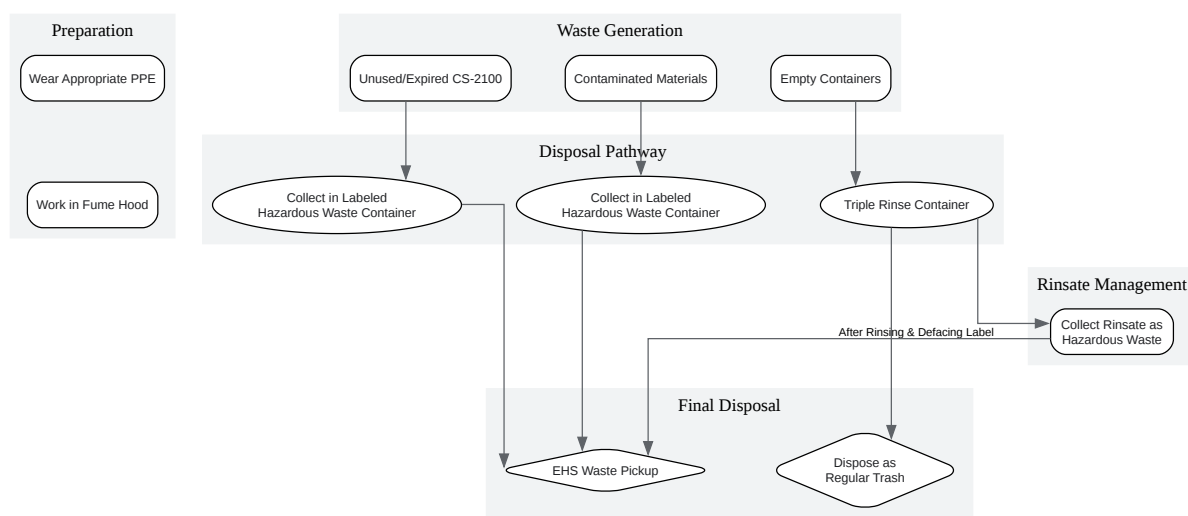 Preparation
Wear Appropriate PPE
Work in Fume Hood
Waste Generation
Unused/Expired CS-2100
Contaminated Materials
Empty Containers
Disposal Pathway
Collect in Labeled
Hazardous Waste Container
Collect in Labeled
Hazardous Waste Container
Triple Rinse Container
Rinsate Management
Collect Rinsate as
Hazardous Waste
After Rinsing & Defacing Label
Final Disposal
EHS Waste Pickup
Dispose as
Regular Trash